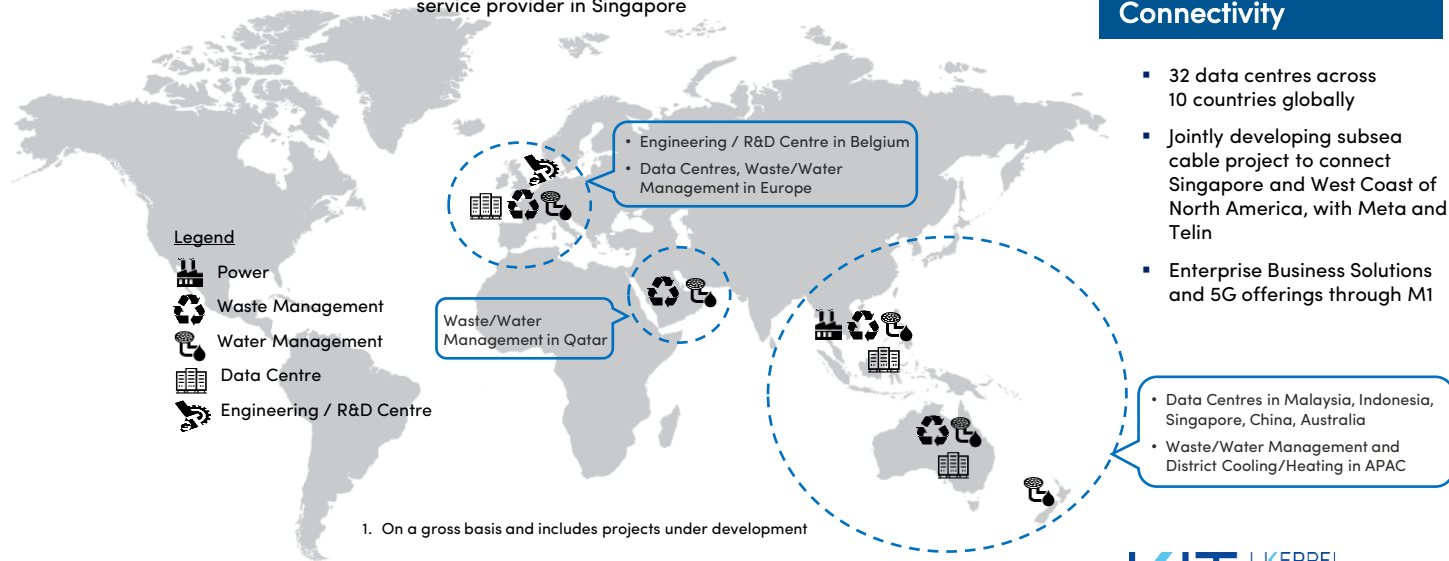 service provider in Singapore
Connectivity
▪ 32 data centres across
10 countries globally
▪ Jointly developing subsea
cable project to connect
Singapore and West Coast of
North America, with Meta and
Telin
▪ Enterprise Business Solutions
and 5G offerings through M1
• Engineering / R&D Centre in Belgium
• Data Centres, Waste/Water
Management in Europe
Legend
Power
Waste Management
Water Management
Data Centre
Engineering / R&D Centre
Waste/Water
Management in Qatar
• Data Centres in Malaysia, Indonesia,
Singapore, China, Australia
• Waste/Water Management and
District Cooling/Heating in APAC
1. On a gross basis and includes projects under development